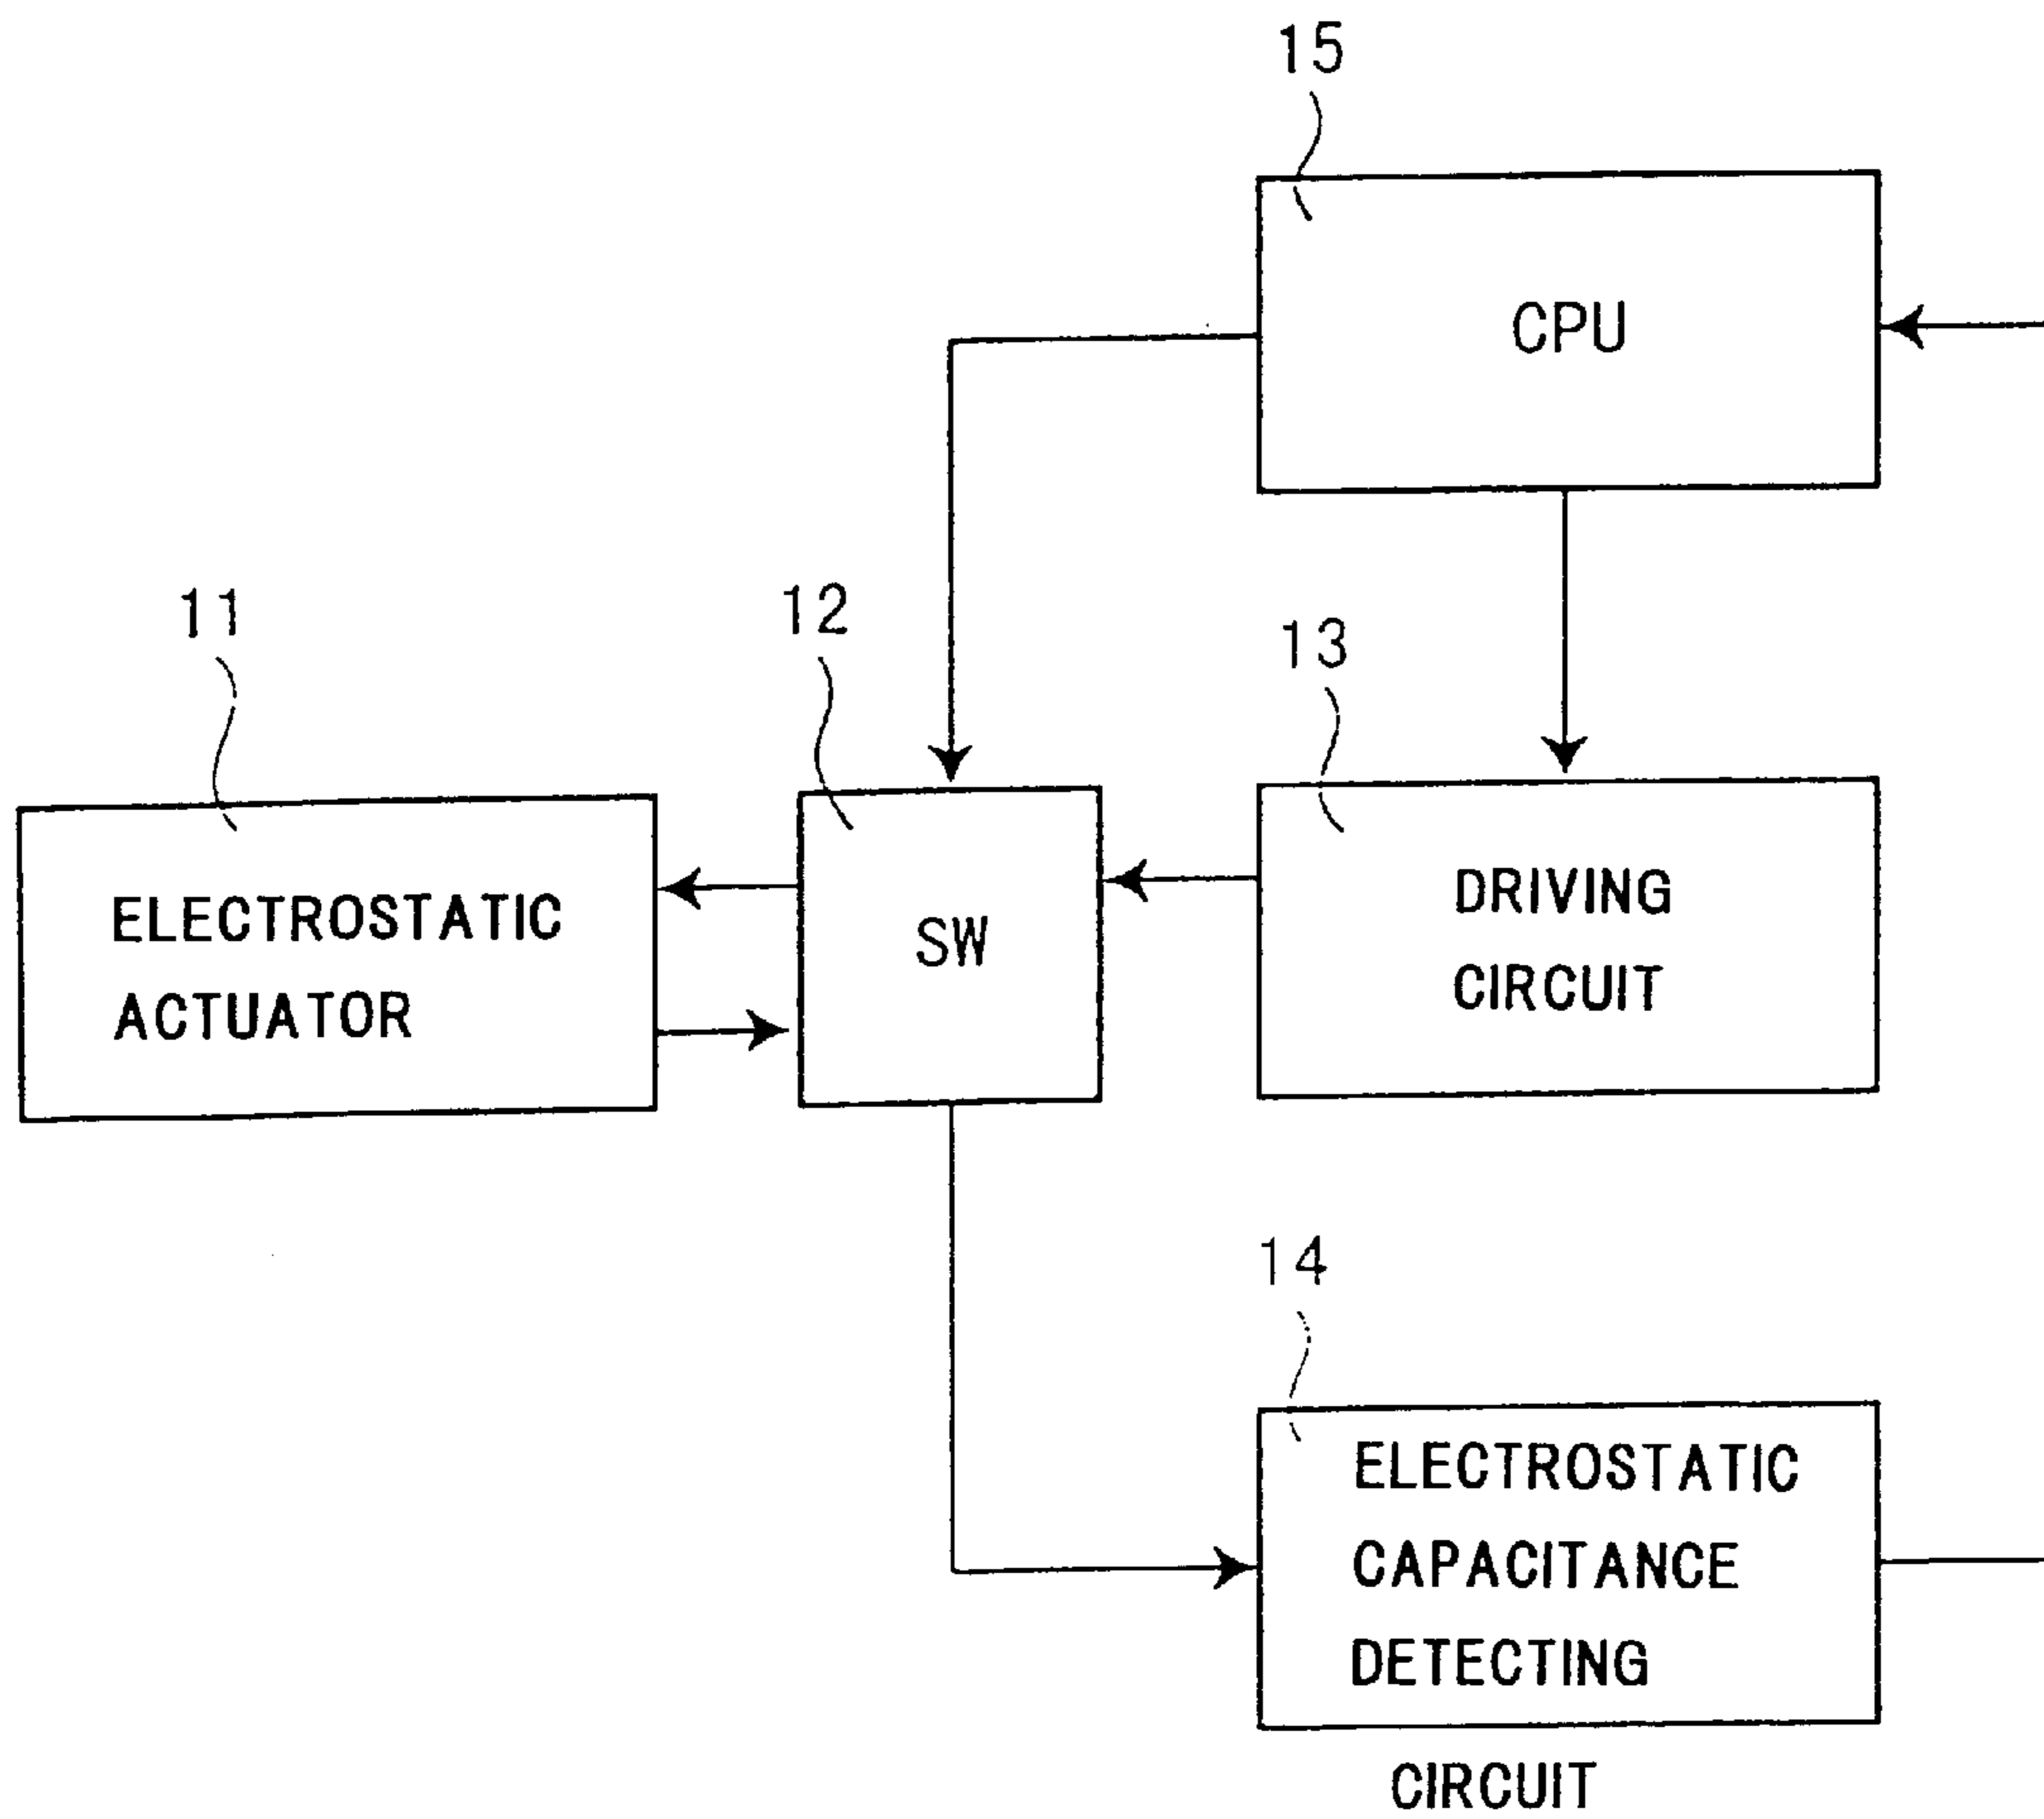 15
CPU
11
12
13
ELECTROSTATIC
ACTUATOR
SW
DRIVING
CIRCUIT
14
ELECTROSTATIC
CAPACITANCE
DETECTING
CIRCUIT